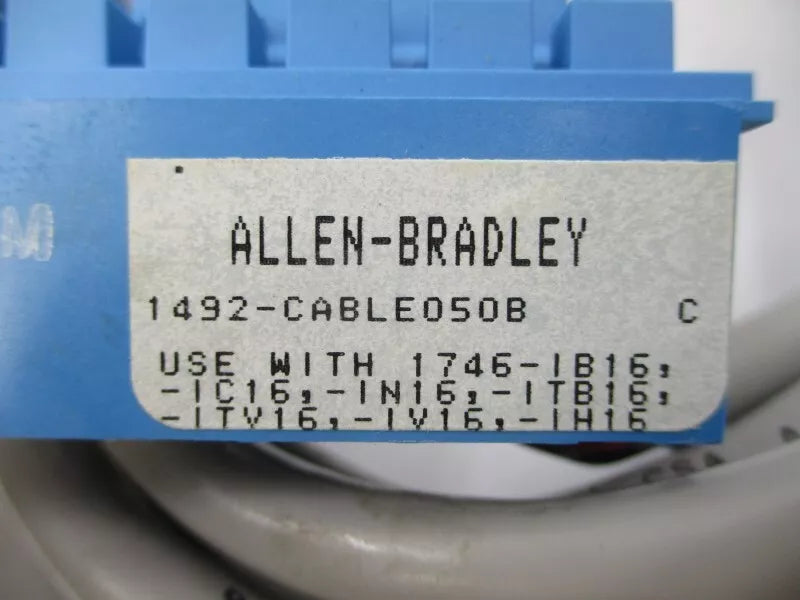 M
ALLEN-BRADLEY
1492-CABLE050B C
USE WITH 1746-IB16,
-IC16,-IN16,-ITB16,
-ITV16,-IV16,-IH16